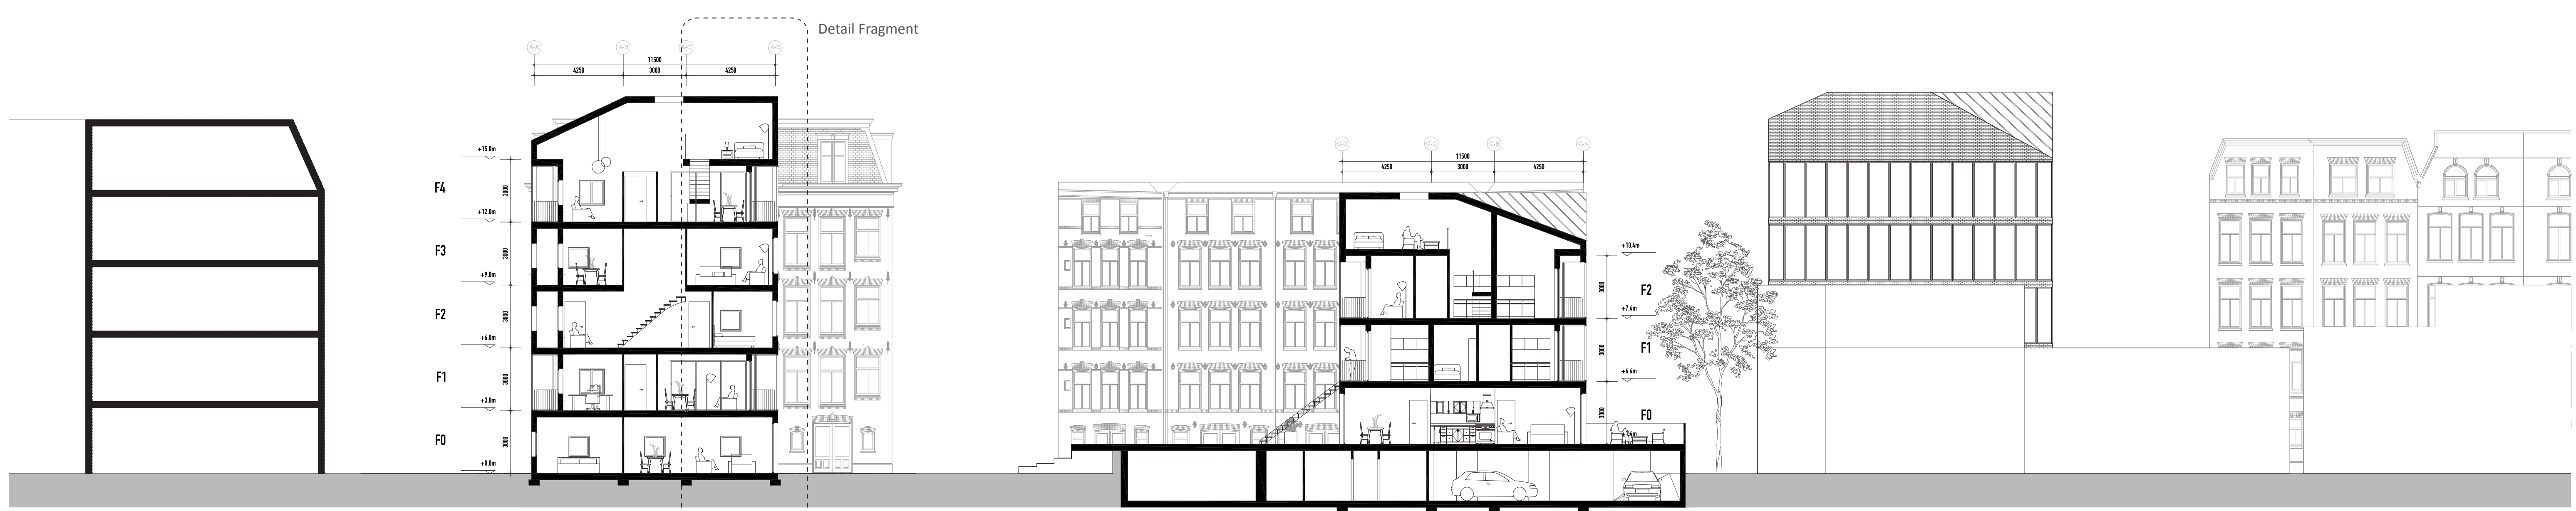 Detail Fragment
A-A
A-B
A-C
A-D
11500
4250
3000
4250
+15.0m
F4
3000
+12.0m
F3
3000
+9.0m
F2
3000
+6.0m
F1
3000
+3.0m
F0
3000
+0.0m
C-D
C-C
C-B
C-A
11500
4250
3000
4250
+10.4m
F2
3000
+7.4m
F1
3000
+4.4m
F0
3000